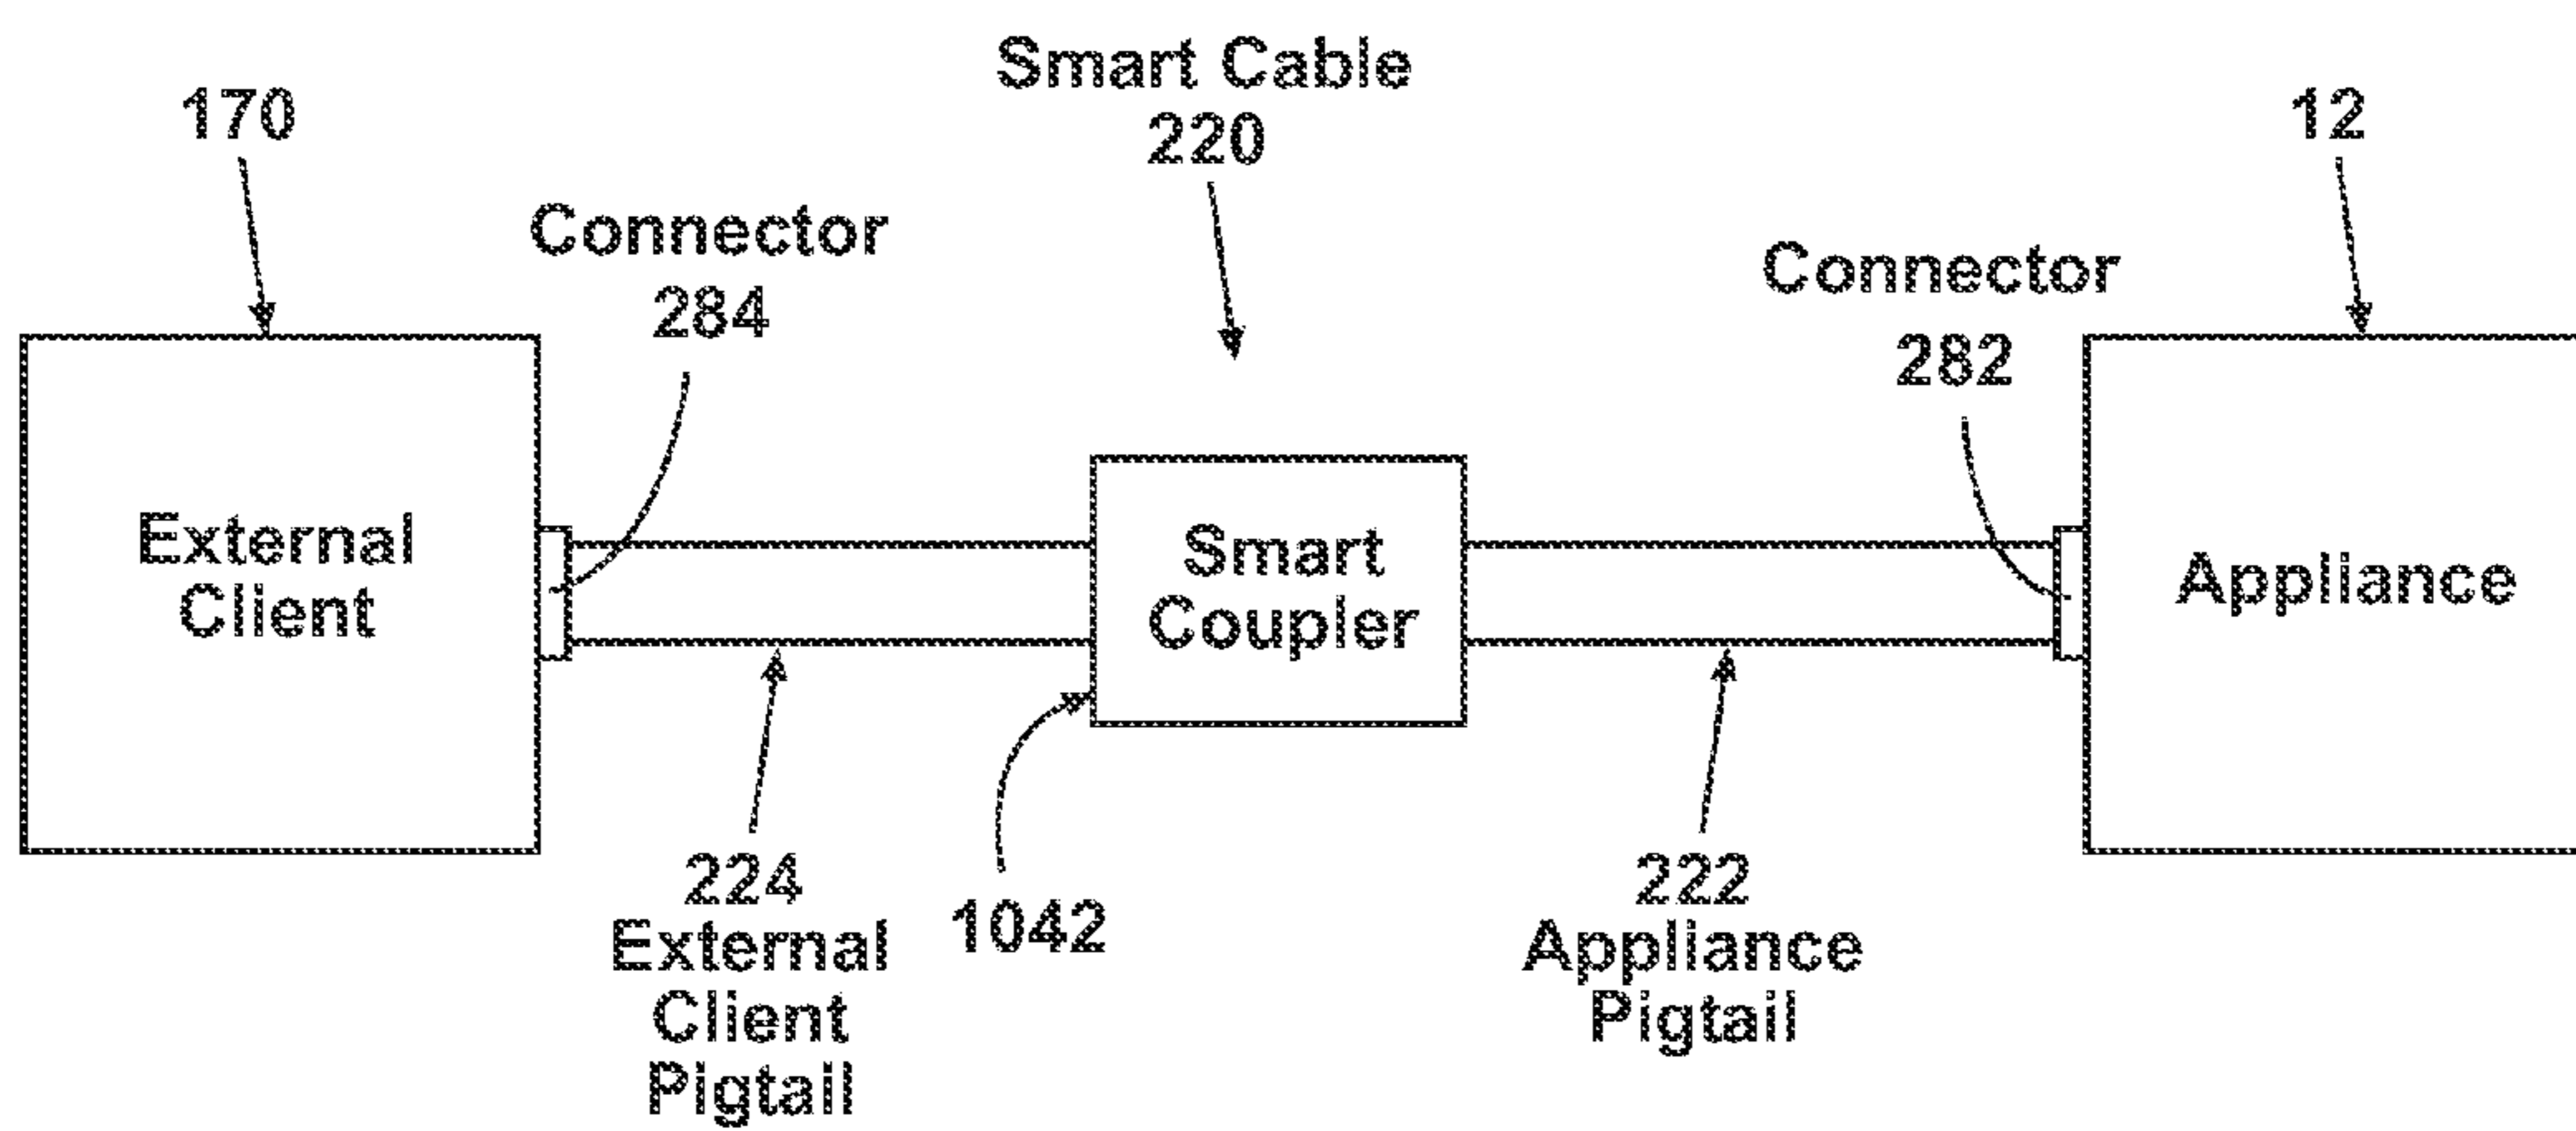 Smart Cable
220
170
12
Connector
284
Connector
282
External
Client
Smart
Coupler
Appliance
224
External
Client
Pigtail
1042
222
Appliance
Pigtail